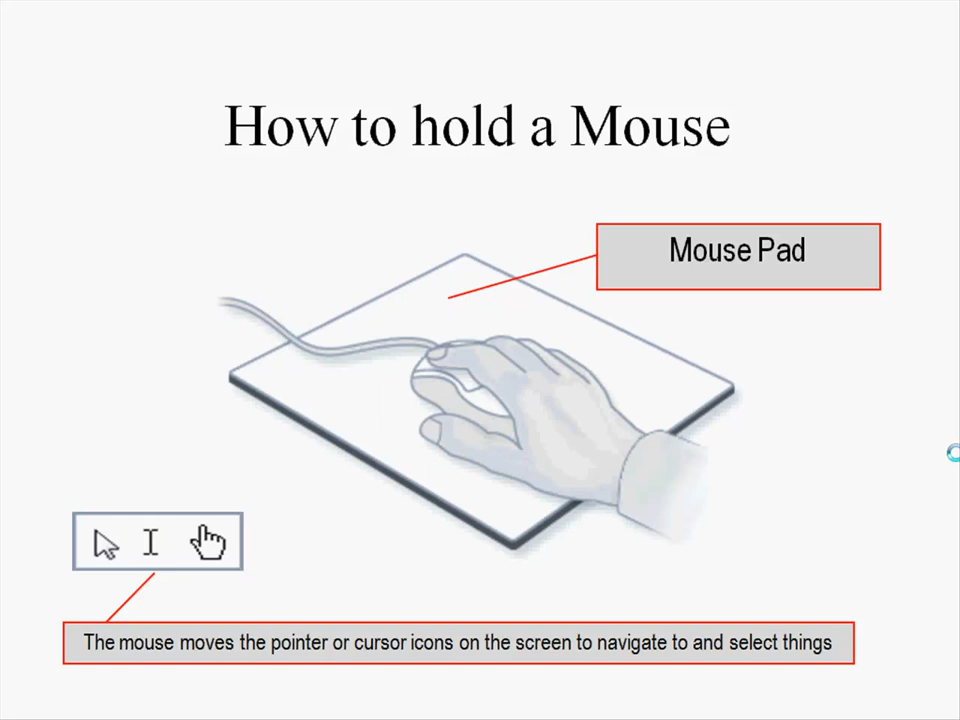 How to hold a Mouse
Mouse Pad
The mouse moves the pointer or cursor icons on the screen to navigate to and select things